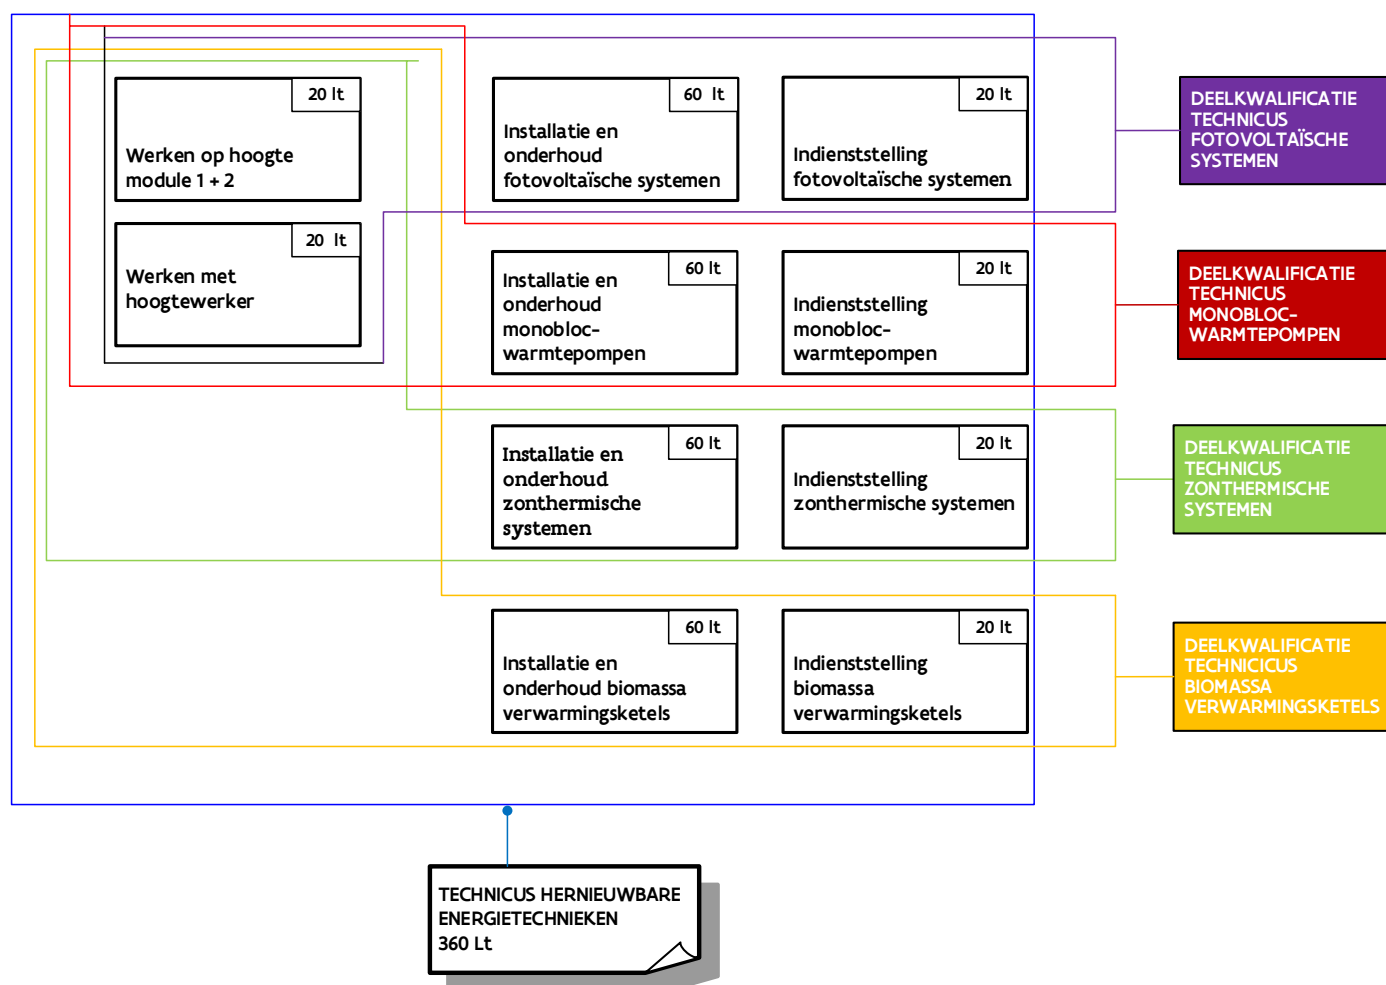 20 lt
Werken op hoogte
module 1 + 2
60 lt
Installatie en
onderhoud
fotovoltaïsche systemen
20 lt
Indienststelling
fotovoltaïsche systemen
DEELKWALIFICATIE
TECHNICUS
FOTOVOLTAÏSCHE
SYSTEMEN
20 lt
Werken met
hoogtewerker
60 lt
Installatie en
onderhoud
monobloc-
warmtepompen
20 lt
Indienststelling
monobloc-
warmtepompen
DEELKWALIFICATIE
TECHNICUS
MONOBLOC-
WARMTEPOMPEN
60 lt
Installatie en
onderhoud
zonthermische
systemen
20 lt
Indienststelling
zonthermische systemen
DEELKWALIFICATIE
TECHNICUS
ZONTHERMISCHE
SYSTEMEN
60 lt
Installatie en
onderhoud biomassa
verwarmingsketels
20 lt
Indienststelling
biomassa
verwarmingsketels
DEELKWALIFICATIE
TECHNICICUS
BIOMASSA
VERWARMINGSKETELS
TECHNICUS HERNIEUWBARE
ENERGIETECHNIEKEN
360 Lt